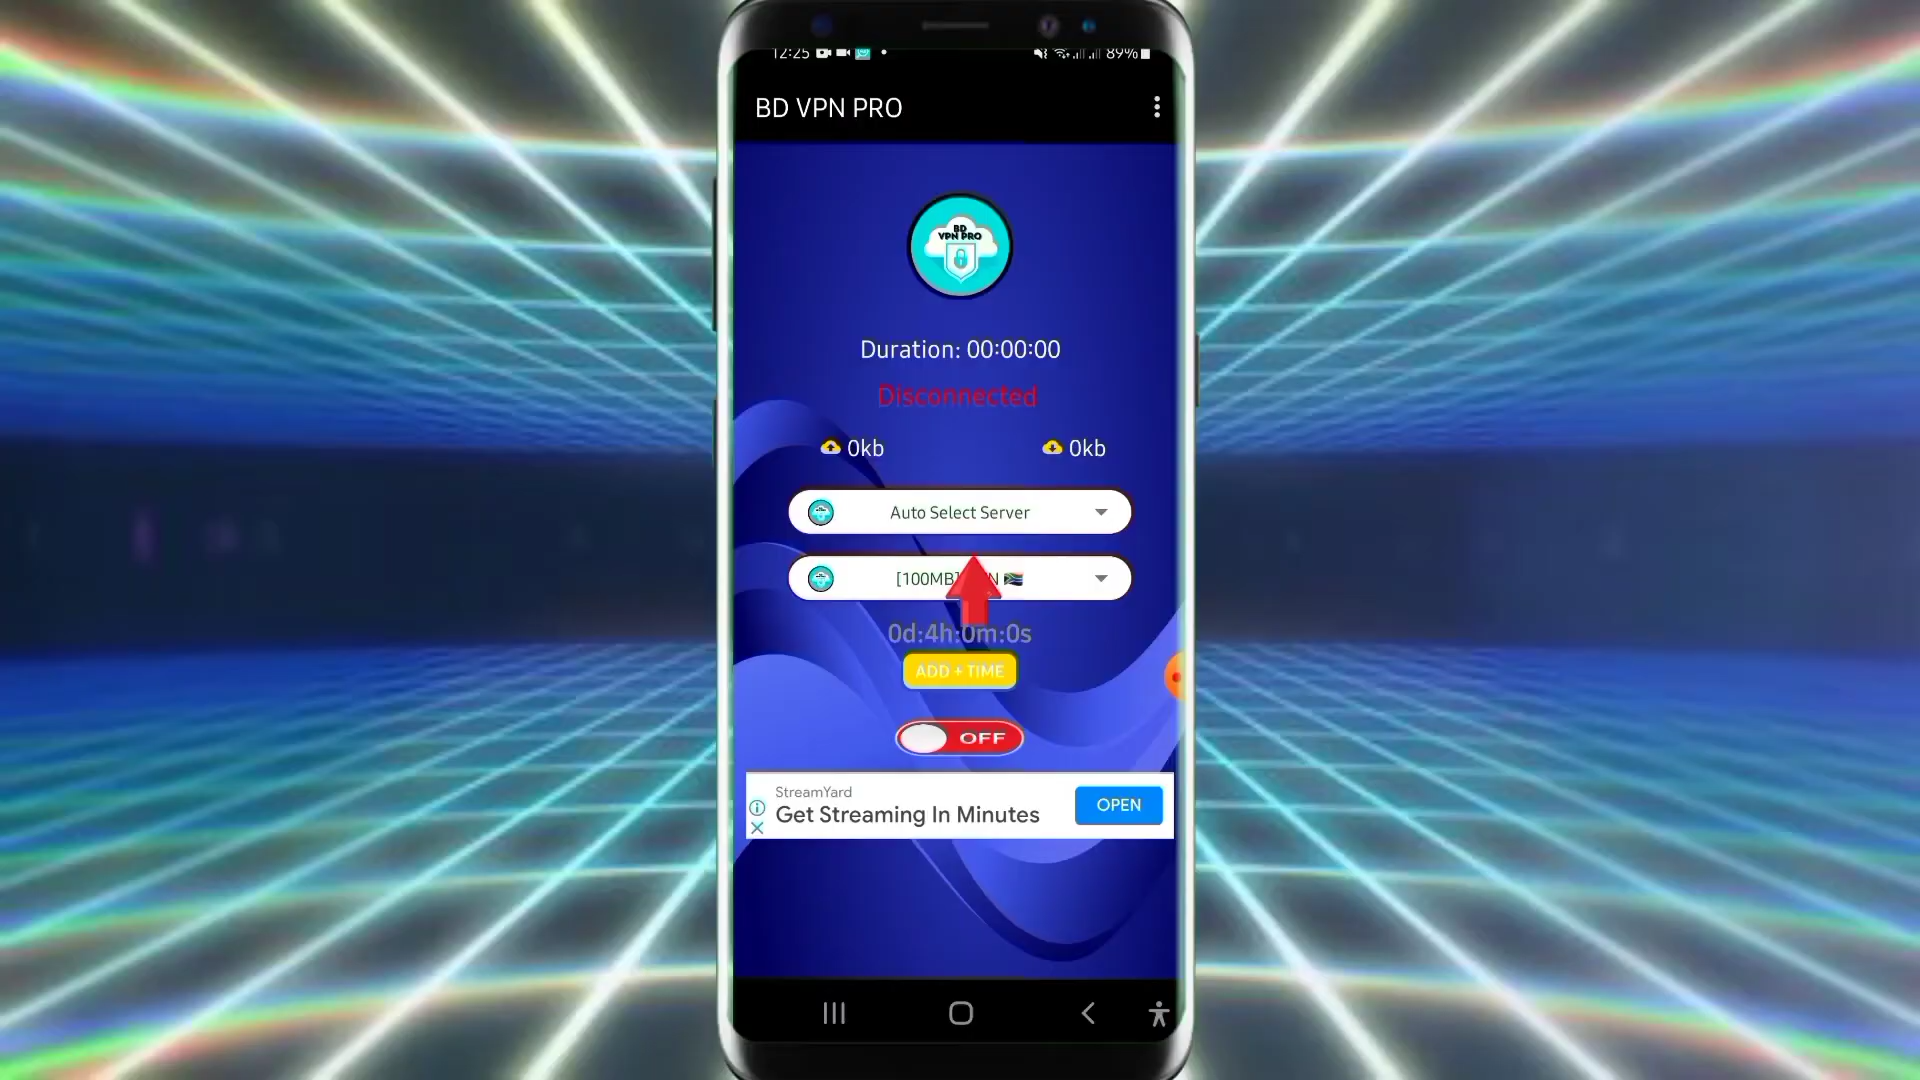 12:25
89%
BD VPN PRO
BD
VPN PRO
Duration: 00:00:00
Disconnected
0kb
0kb
Auto Select Server
[100MB]
0d:4h:0m:0s
ADD + TIME
OFF
StreamYard
Get Streaming In Minutes
OPEN